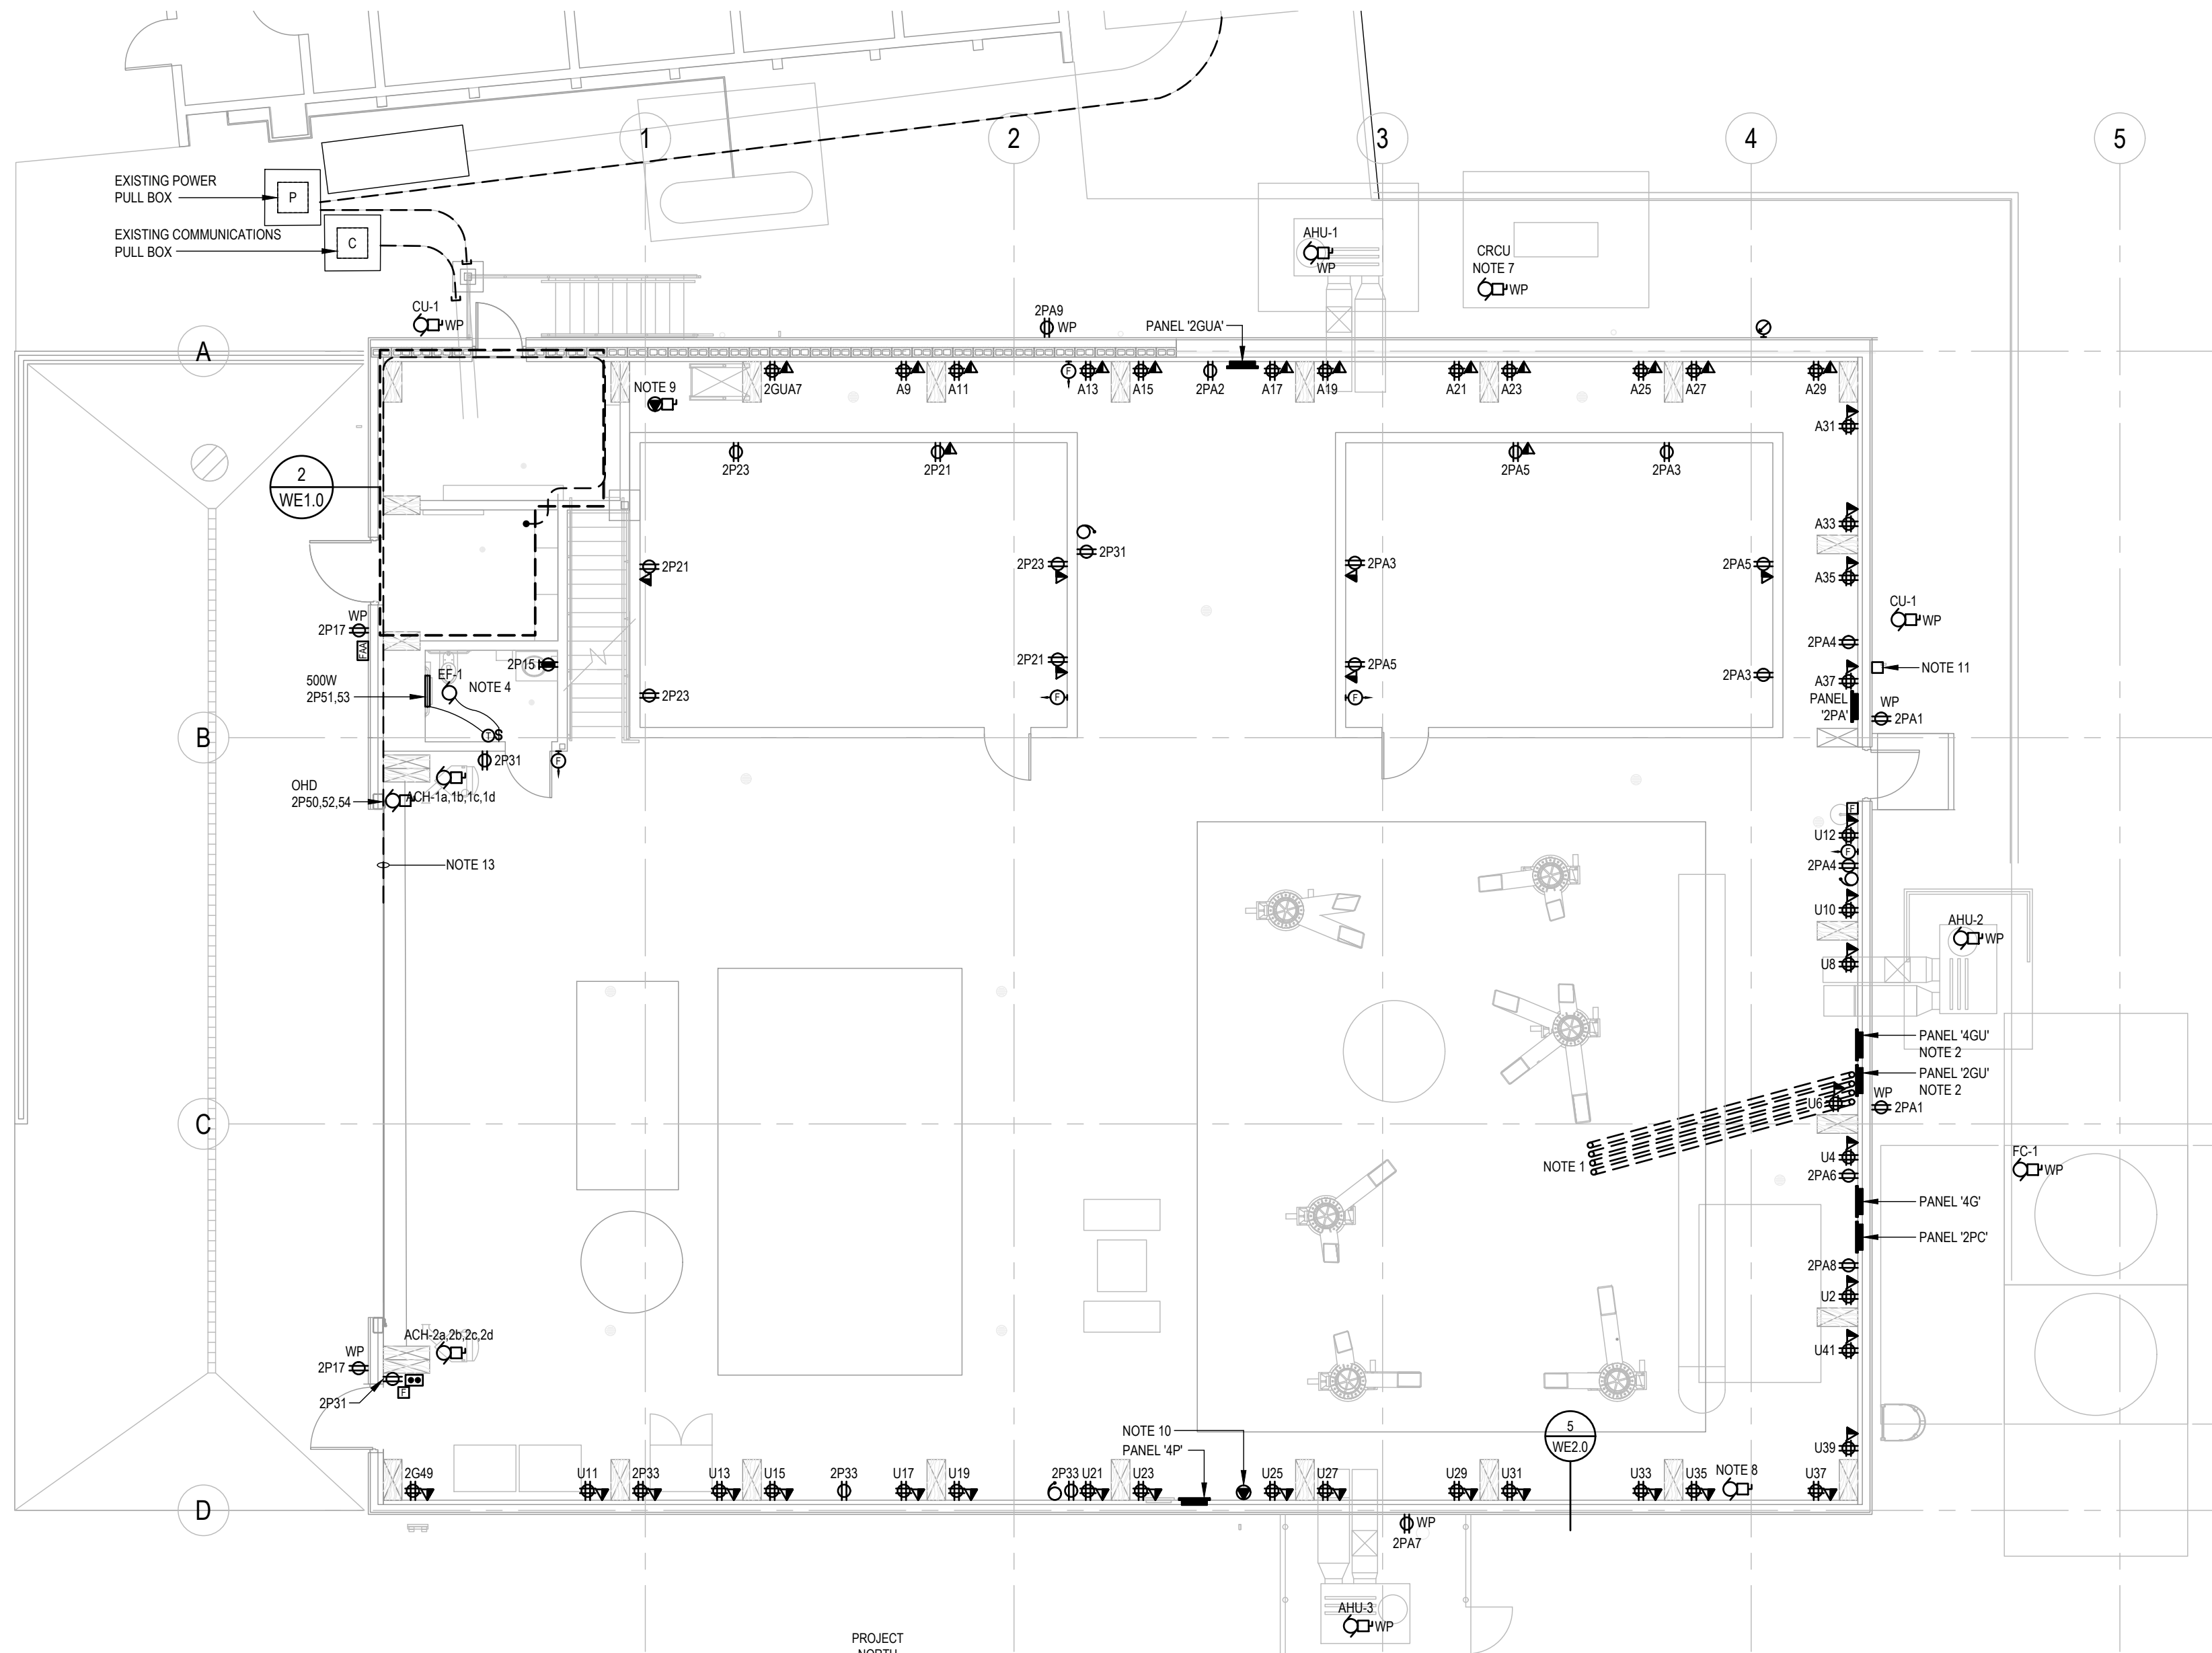 1
2
3
4
5
EXISTING POWER
PULL BOX
P
EXISTING COMMUNICATIONS
PULL BOX
C
AHU-1
WP
CRCU
NOTE 7
WP
CU-1
WP
2PA9
WP
PANEL '2GUA'
A
NOTE 9
2GUA7
A9
A11
F
A13
A15
2PA2
A17
A19
A21
A23
A25
A27
A29
A31
2P23
2P21
2PA5
2PA3
2
WE1.0
A33
2P31
2P21
2P23
2PA3
2PA5
A35
CU-1
WP
WP
2P17
FAA
2PA4
NOTE 11
2P15
2P21
2PA5
2PA3
A37
EF-1
NOTE 4
500W
2P51,53
2P23
F
F
PANEL
'2PA'
WP
2PA1
T$
B
2P31
F
OHD
2P50,52,54
ACH-1a,1b,1c,1d
F
U12
F
2PA4
NOTE 13
U10
AHU-2
WP
U8
PANEL '4GU'
NOTE 2
PANEL '2GU'
NOTE 2
U6
WP
2PA1
C
NOTE 1
U4
2PA6
FC-1
WP
PANEL '4G'
PANEL '2PC'
2PA8
U2
ACH-2a,2b,2c,2d
U41
WP
2P17
F
2P31
NOTE 10
PANEL '4P'
5
WE2.0
U39
2G49
U11
2P33
U13
U15
2P33
U17
U19
2P33
U21
U23
U25
U27
U29
U31
U33
U35
NOTE 8
U37
D
WP
2PA7
AHU-3
WP
PROJECT
NORTH